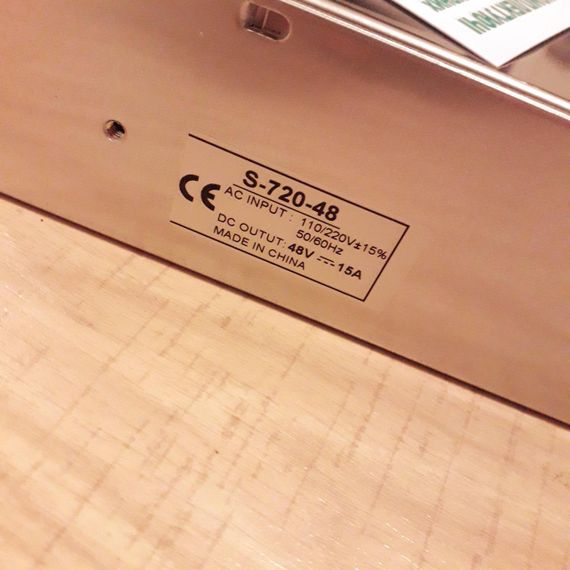 S-720-48
CE
AC INPUT: 110/220V±15%
50/60Hz
DC OUTUT: 48V ⎓ 15A
MADE IN CHINA